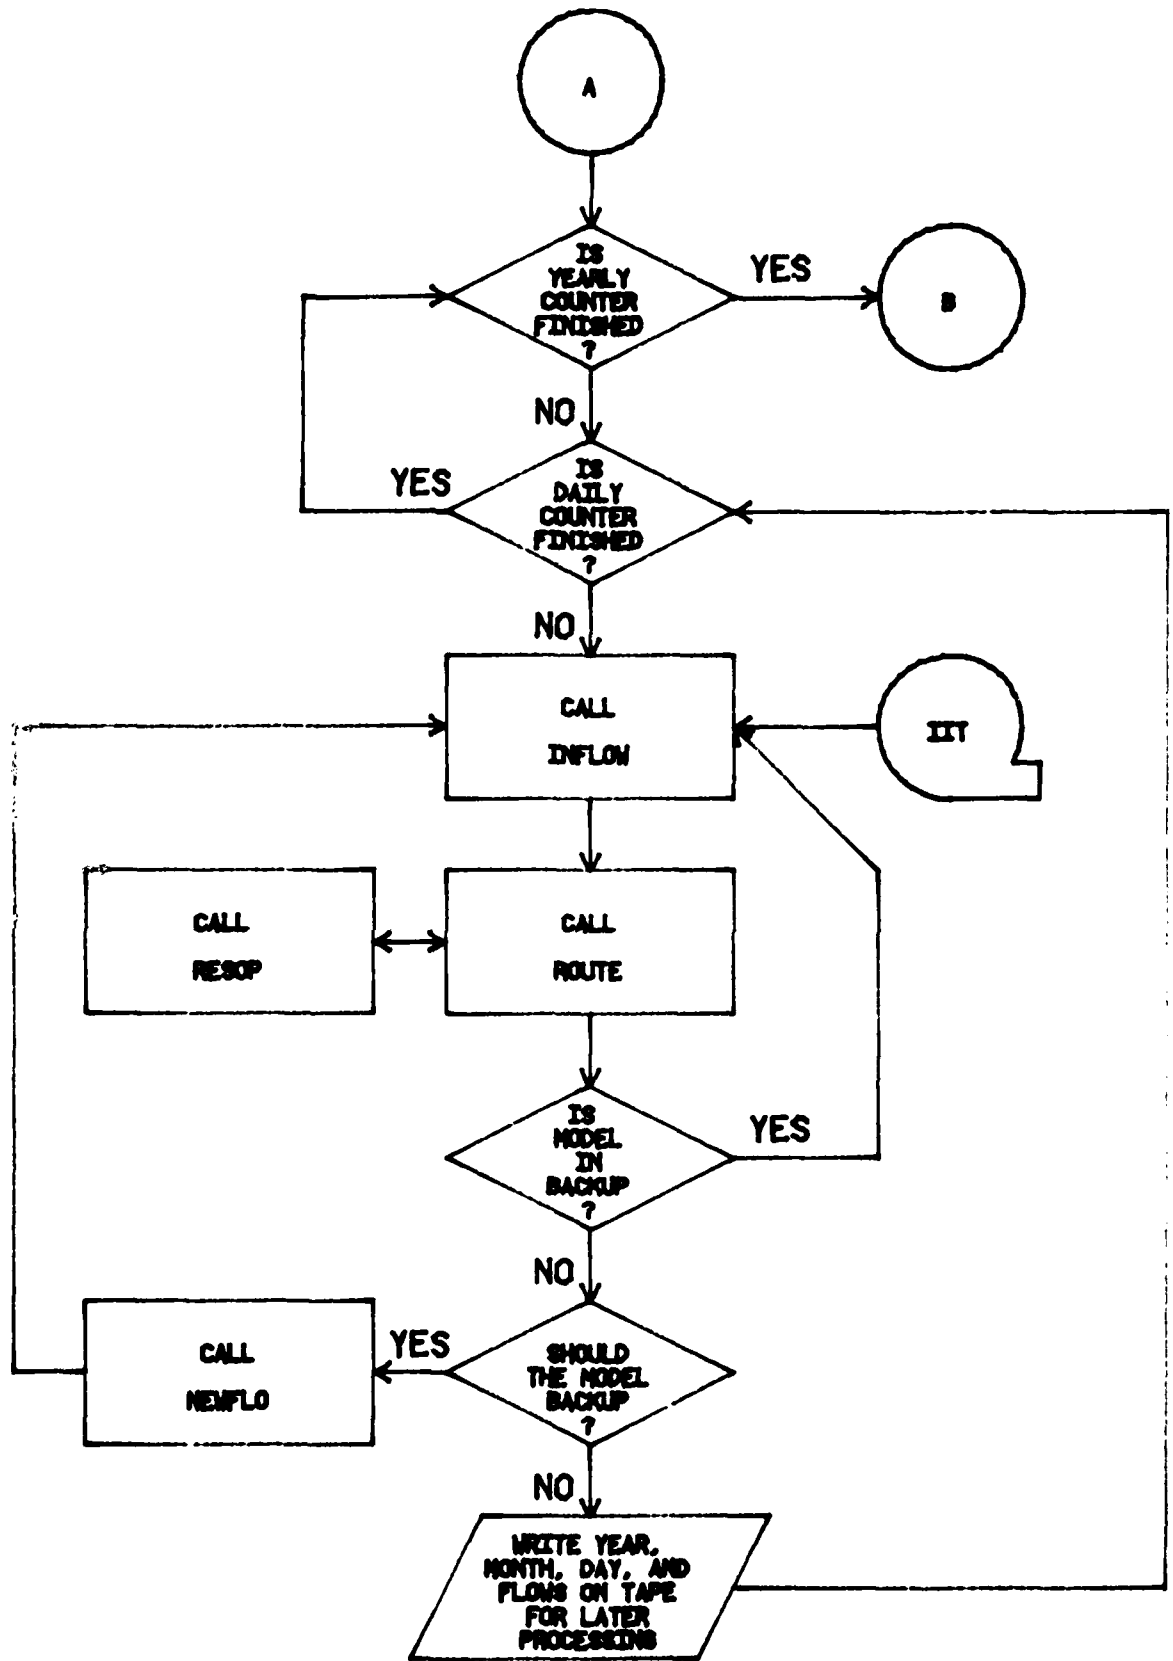 A
IS
YEARLY
COUNTER
FINISHED
?
YES
B
NO
IS
DAILY
COUNTER
FINISHED
?
YES
NO
CALL
INFLOW
IIT
CALL
RESOP
CALL
ROUTE
IS
MODEL
IN
BACKUP
?
YES
NO
SHOULD
THE MODEL
BACKUP
?
YES
CALL
NEWFLO
NO
WRITE YEAR,
MONTH, DAY, AND
FLOWS ON TAPE
FOR LATER
PROCESSING